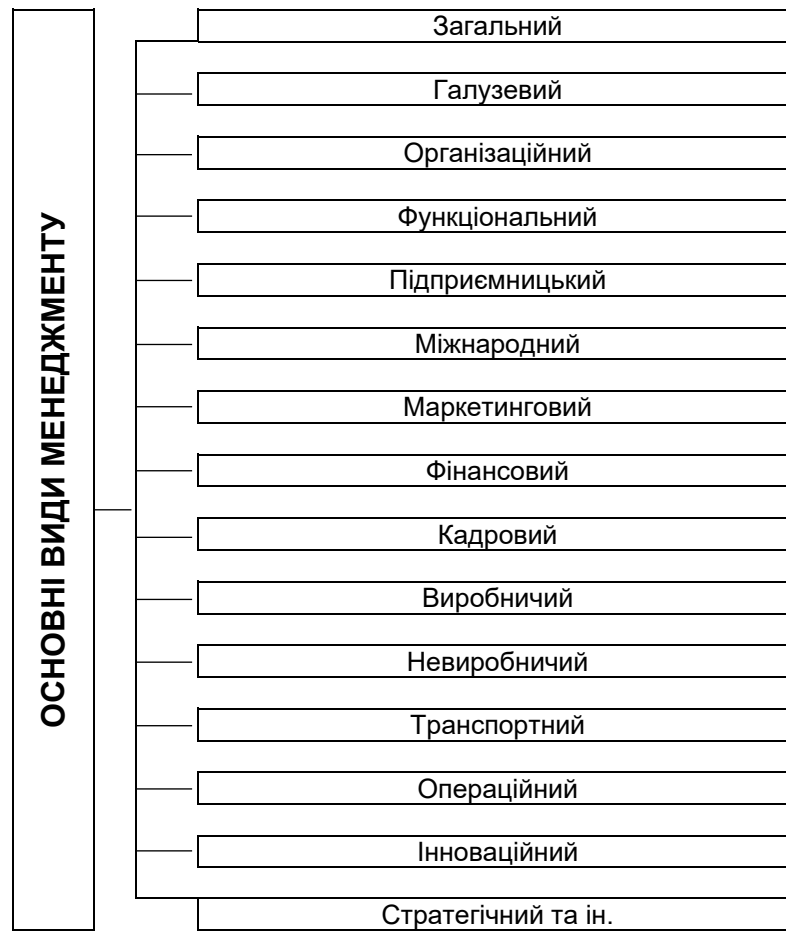 ОСНОВНІ ВИДИ МЕНЕДЖМЕНТУ
Загальний
Галузевий
Організаційний
Функціональний
Підприємницький
Міжнародний
Маркетинговий
Фінансовий
Кадровий
Виробничий
Невиробничий
Транспортний
Операційний
Інноваційний
Стратегічний та ін.